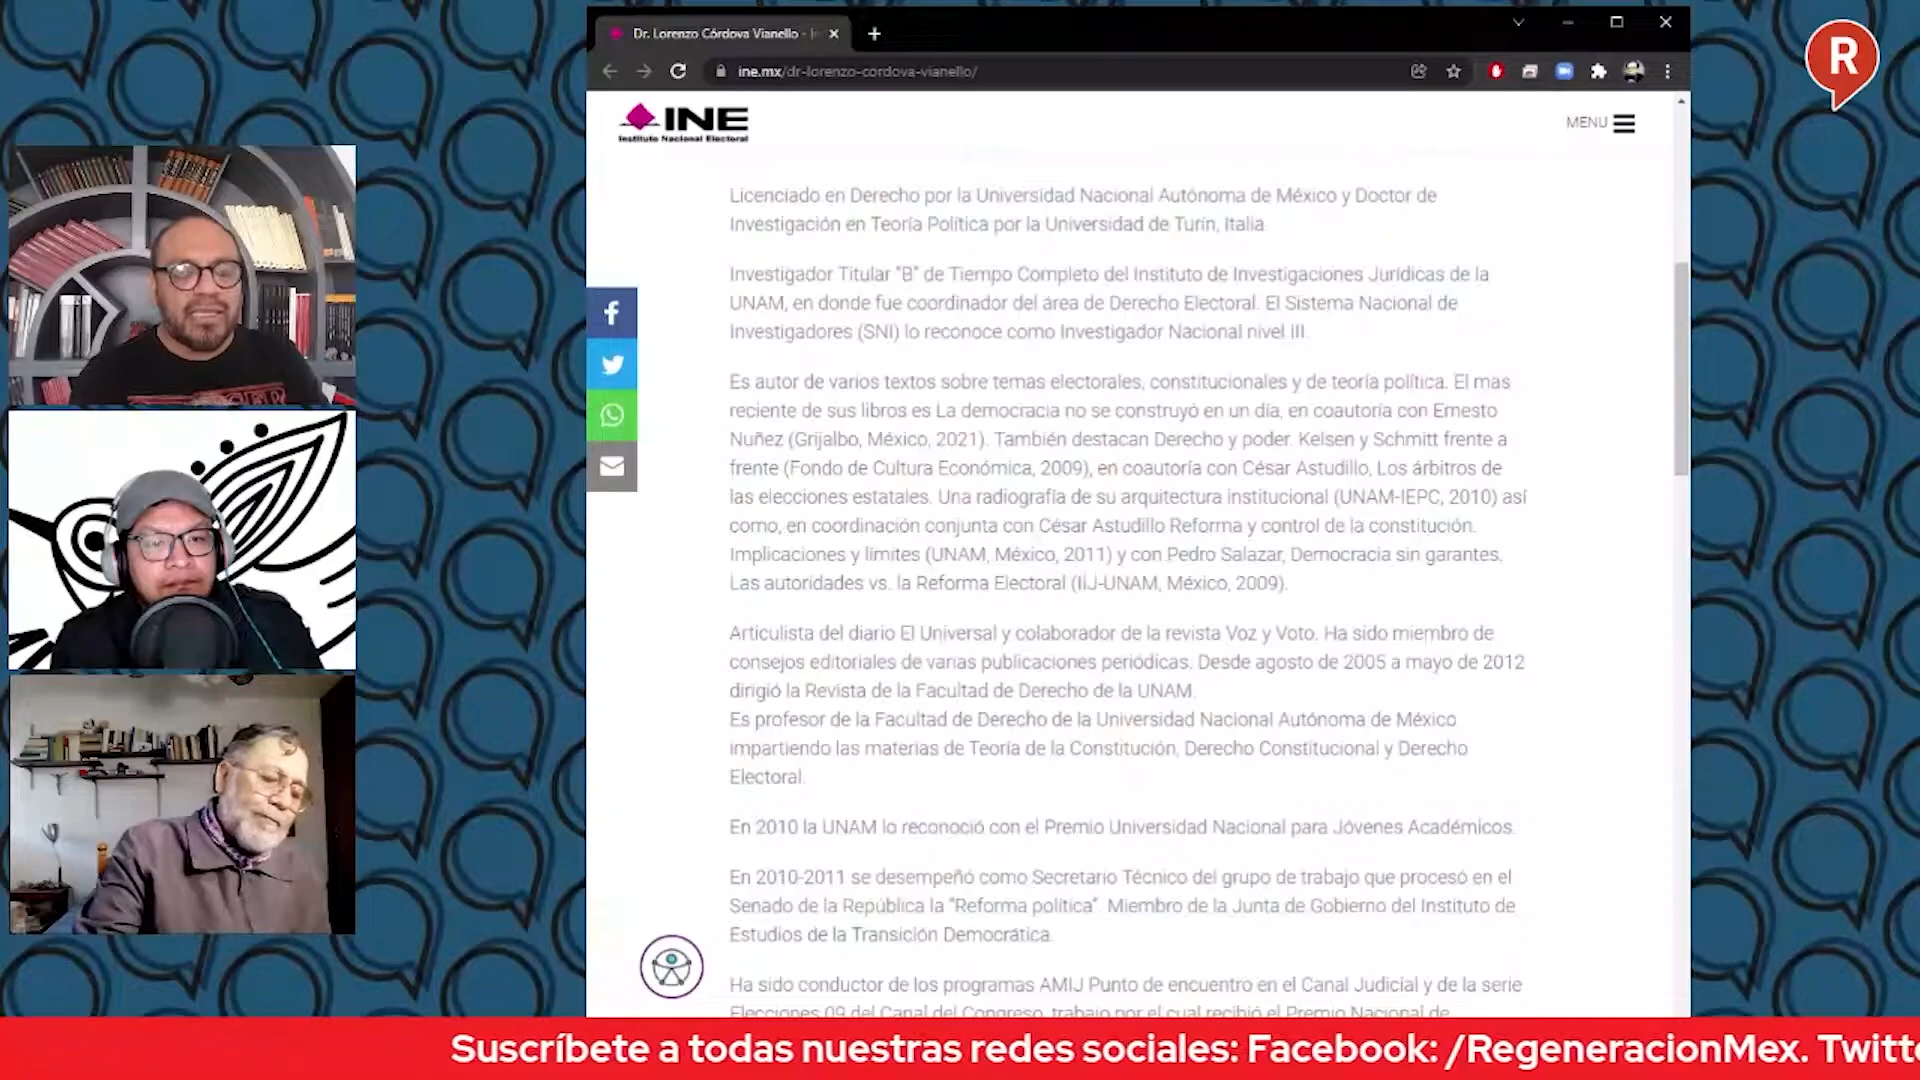 Dr. Lorenzo Córdova Vianello - I
ine.mx/dr-lorenzo-cordova-vianello/
R
INE
Instituto Nacional Electoral
MENU
Licenciado en Derecho por la Universidad Nacional Autónoma de México y Doctor de
Investigación en Teoría Política por la Universidad de Turín, Italia.
Investigador Titular "B" de Tiempo Completo del Instituto de Investigaciones Jurídicas de la
UNAM, en donde fue coordinador del área de Derecho Electoral. El Sistema Nacional de
Investigadores (SNI) lo reconoce como Investigador Nacional nivel III.
Es autor de varios textos sobre temas electorales, constitucionales y de teoría política. El mas
reciente de sus libros es La democracia no se construyó en un día, en coautoría con Ernesto
Nuñez (Grijalbo, México, 2021). También destacan Derecho y poder. Kelsen y Schmitt frente a
frente (Fondo de Cultura Económica, 2009), en coautoría con César Astudillo, Los árbitros de
las elecciones estatales. Una radiografía de su arquitectura institucional (UNAM-IEPC, 2010) así
como, en coordinación conjunta con César Astudillo Reforma y control de la constitución.
Implicaciones y límites (UNAM, México, 2011) y con Pedro Salazar, Democracia sin garantes.
Las autoridades vs. la Reforma Electoral (IIJ-UNAM, México, 2009).
Articulista del diario El Universal y colaborador de la revista Voz y Voto. Ha sido miembro de
consejos editoriales de varias publicaciones periódicas. Desde agosto de 2005 a mayo de 2012
dirigió la Revista de la Facultad de Derecho de la UNAM.
Es profesor de la Facultad de Derecho de la Universidad Nacional Autónoma de México
impartiendo las materias de Teoría de la Constitución, Derecho Constitucional y Derecho
Electoral.
En 2010 la UNAM lo reconoció con el Premio Universidad Nacional para Jóvenes Académicos.
En 2010-2011 se desempeñó como Secretario Técnico del grupo de trabajo que procesó en el
Senado de la República la "Reforma política". Miembro de la Junta de Gobierno del Instituto de
Estudios de la Transición Democrática.
Ha sido conductor de los programas AMIJ Punto de encuentro en el Canal Judicial y de la serie
Elecciones 09 del Canal del Congreso, trabajo por el cual recibió el Premio Nacional de
Suscríbete a todas nuestras redes sociales: Facebook: /RegeneracionMex. Twitte